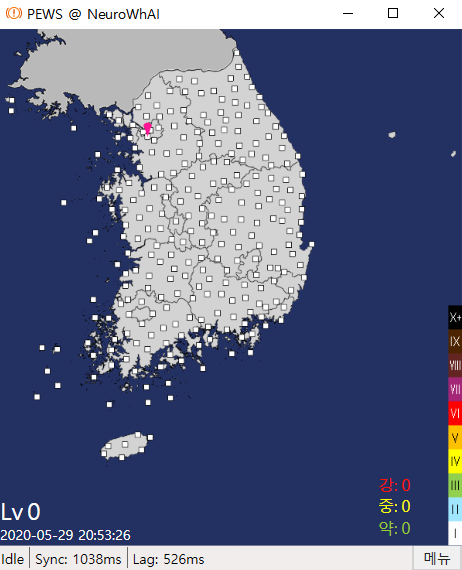 PEWS @ NeuroWhAI
X+
IX
VIII
VII
VI
V
IV
III
II
I
강: 0
중: 0
약: 0
Lv 0
2020-05-29 20:53:26
Idle
Sync: 1038ms
Lag: 526ms
메뉴